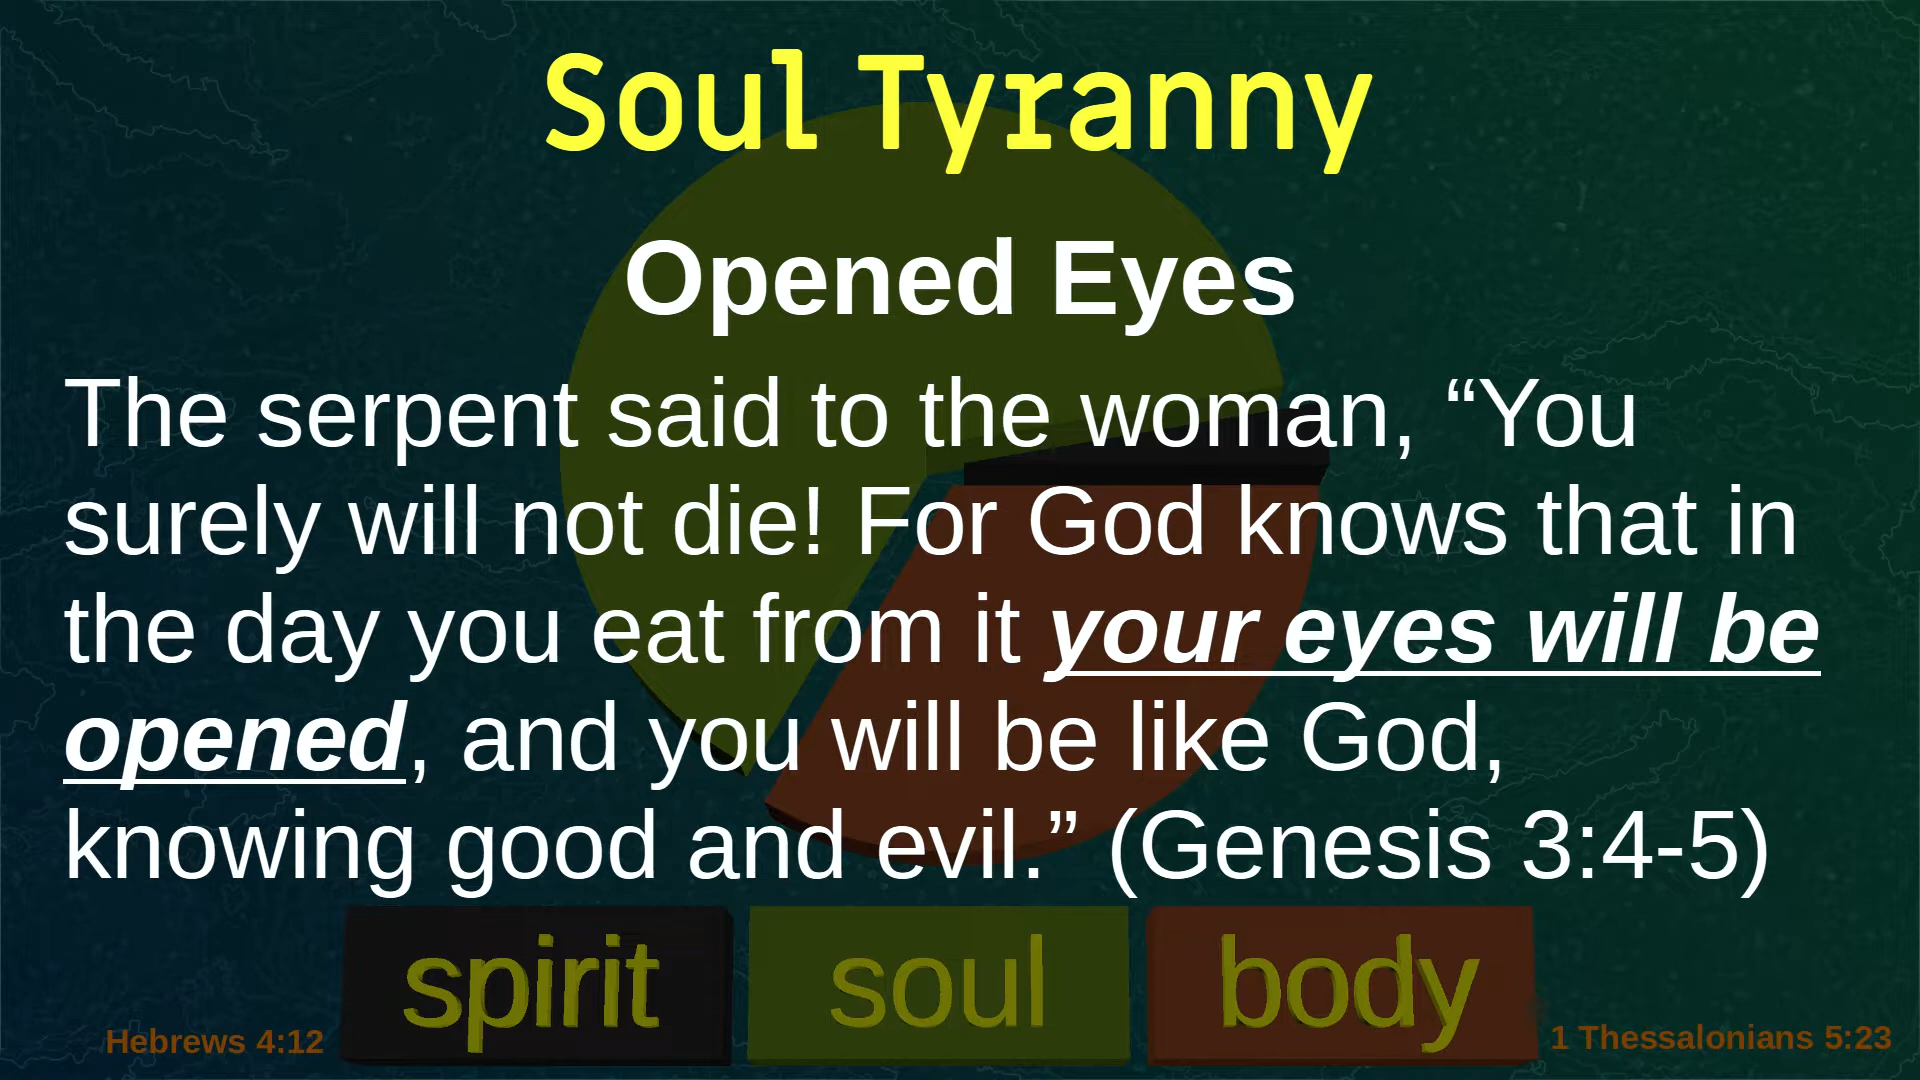 Soul Tyranny
Opened Eyes
The serpent said to the woman, “You
surely will not die! For God knows that in
the day you eat from it your eyes will be
opened, and you will be like God,
knowing good and evil.” (Genesis 3:4-5)
spirit soul body
Hebrews 4:12
1 Thessalonians 5:23